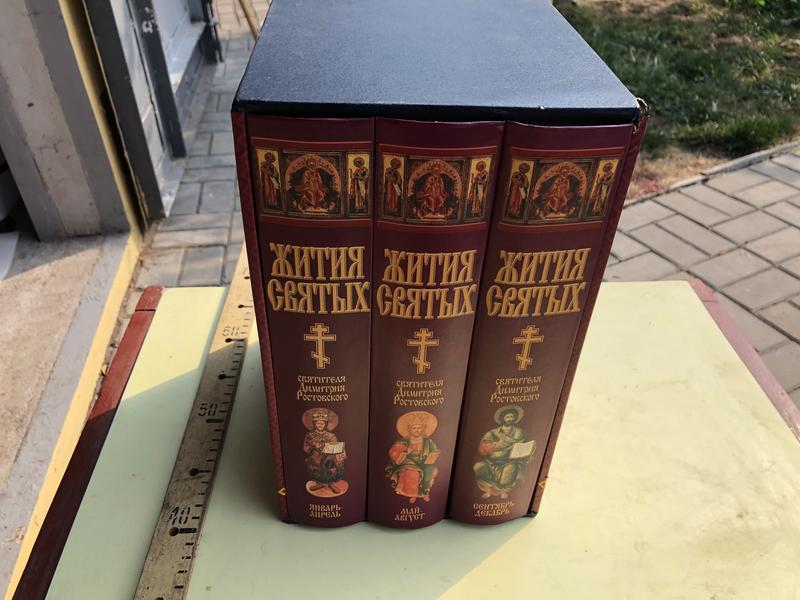 ЖИТИЯ
СВЯТЫХ
святителя
Димитрия
Ростовского
ЯНВАРЬ-
АПРЕЛЬ
ЖИТИЯ
СВЯТЫХ
святителя
Димитрия
Ростовского
МАЙ-
АВГУСТ
ЖИТИЯ
СВЯТЫХ
святителя
Димитрия
Ростовского
СЕНТЯБРЬ-
ДЕКАБРЬ
60
50
40